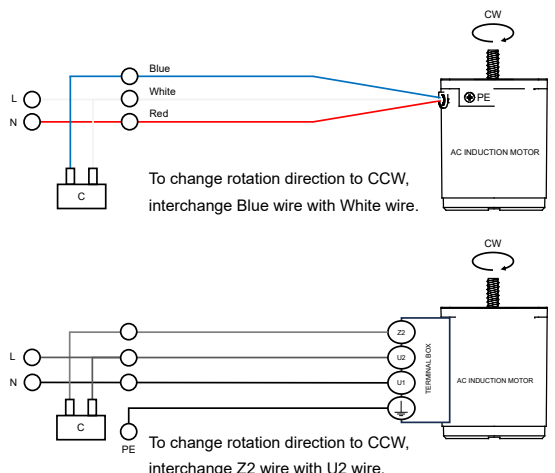 CW
Blue
White
L
PE
Red
N
AC INDUCTION MOTOR
C
To change rotation direction to CCW,
interchange Blue wire with White wire.
CW
Z2
L
U2
TERMINAL BOX
N
U1
AC INDUCTION MOTOR
C
PE
To change rotation direction to CCW,
interchange Z2 wire with U2 wire.